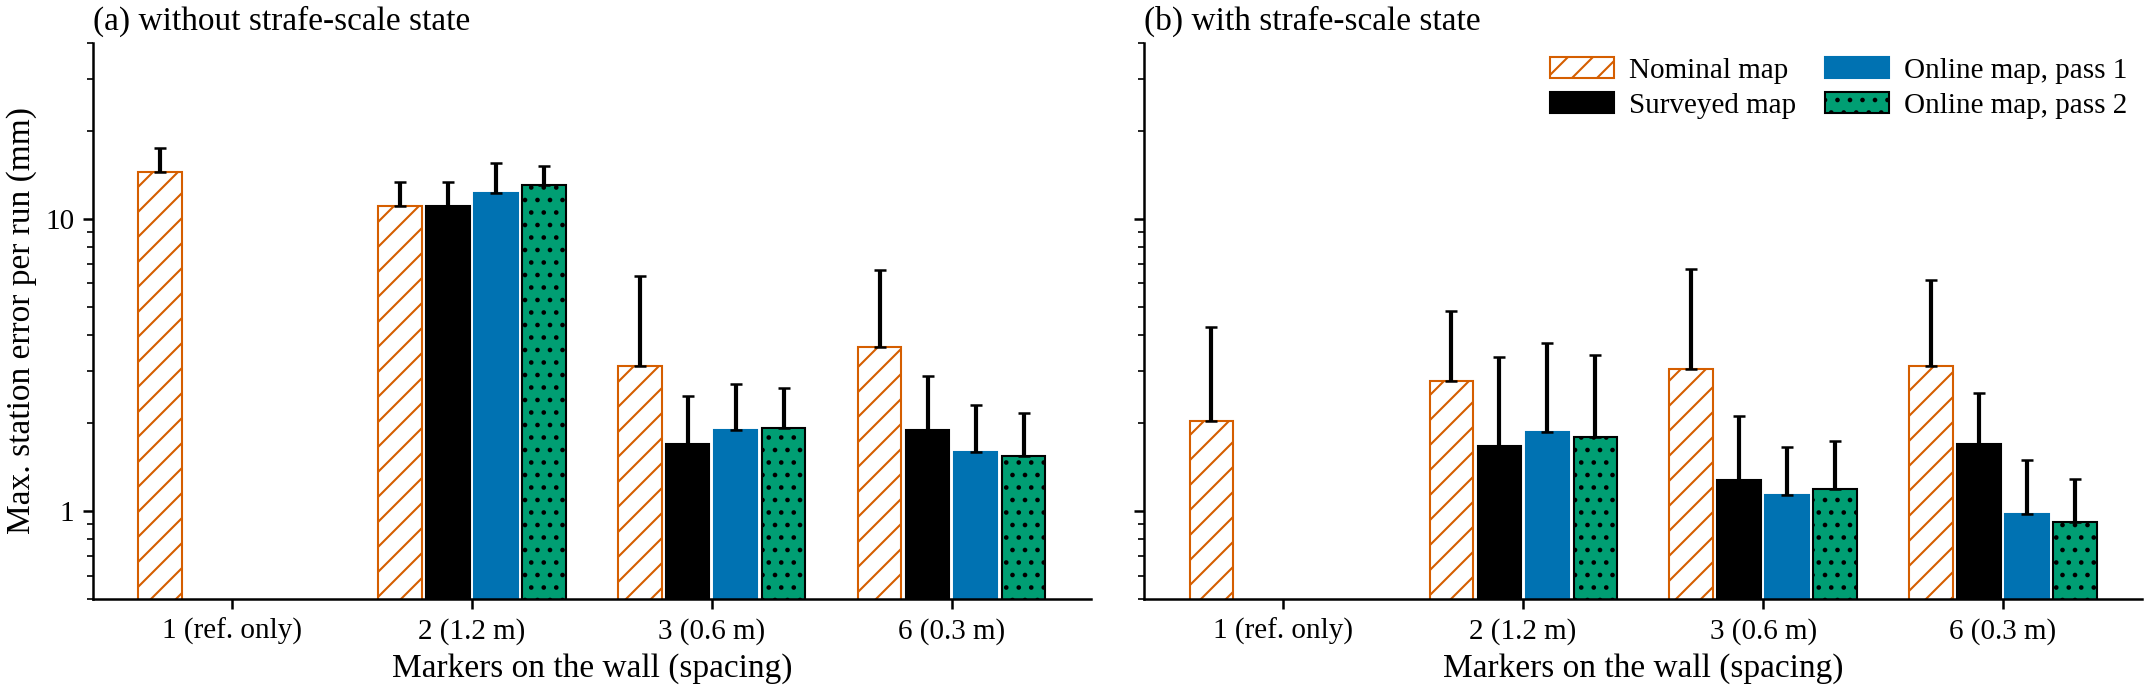 (a) without strafe-scale state
(b) with strafe-scale state
Nominal map
Surveyed map
Online map, pass 1
Online map, pass 2
Max. station error per run (mm)
10
1
1 (ref. only)
2 (1.2 m)
3 (0.6 m)
6 (0.3 m)
1 (ref. only)
2 (1.2 m)
3 (0.6 m)
6 (0.3 m)
Markers on the wall (spacing)
Markers on the wall (spacing)